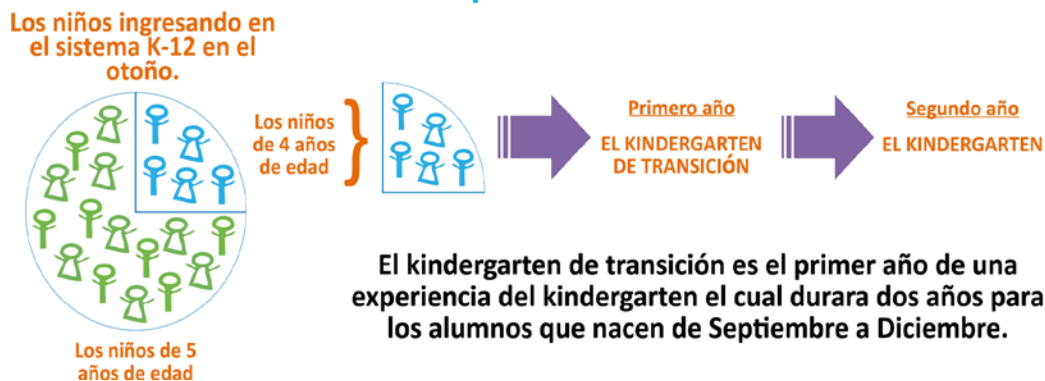 Los niños ingresando en
el sistema K-12 en el
otoño.
Los niños
de 4 años
de edad
Primero año
EL KINDERGARTEN
DE TRANSICIÓN
Segundo año
EL KINDERGARTEN
El kindergarten de transición es el primer año de una
experiencia del kindergarten el cual durara dos años para
los alumnos que nacen de Septiembre a Diciembre.
Los niños de 5
años de edad